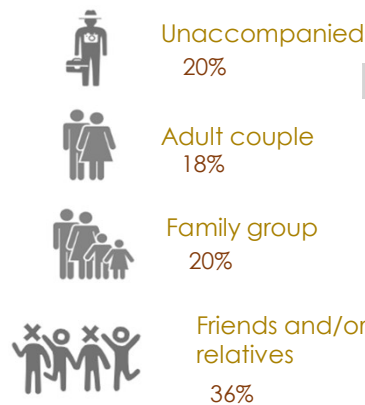 Unaccompanied
20%
Adult couple
18%
Family group
20%
Friends and/or
relatives
36%